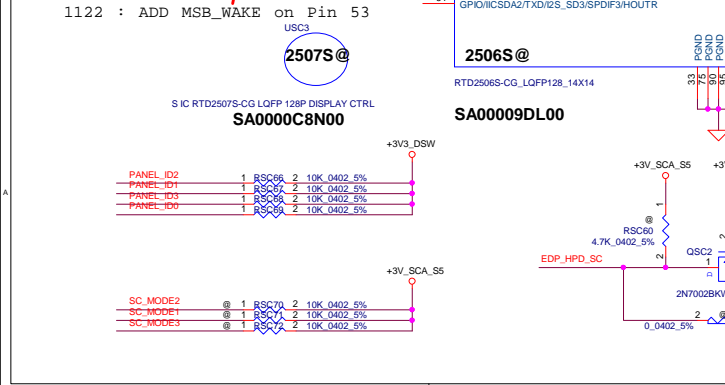 GPIO/IICSDA2/TXD/I2S_SD3/SPDIF3/HOUTR
1122 : ADD MSB_WAKE on Pin 53
USC3
2507S@
2506S@
PGND
PGND
PGND
33
75
90
95
RTD2506S-CG_LQFP128_14X14
S IC RTD2507S-CG LQFP 128P DISPLAY CTRL
SA0000C8N00
SA00009DL00
+3V3_DSW
+3V_SCA_S5
PANEL_ID2 1 RSC66 2 10K_0402_5%
PANEL_ID1 1 RSC67 2 10K_0402_5%
PANEL_ID3 1 RSC68 2 10K_0402_5%
PANEL_ID0 1 RSC69 2 10K_0402_5%
A
@
1
RSC60
4.7K_0402_5%
2
EDP_HPD_SC
QSC2
1
D
2
2N7002BKW
+3V_SCA_S5
SC_MODE2 @ 1 RSC70 2 10K_0402_5%
SC_MODE1 @ 1 RSC71 2 10K_0402_5%
SC_MODE3 @ 1 RSC72 2 10K_0402_5%
2 @
0_0402_5%